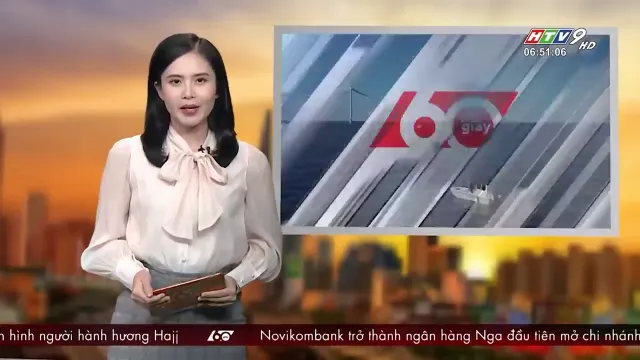 HTV9 HD
06:51:06
60 giây
hình người hành hương Hajj 60 Novikombank trở thành ngân hàng Nga đầu tiên mở chi nhánh